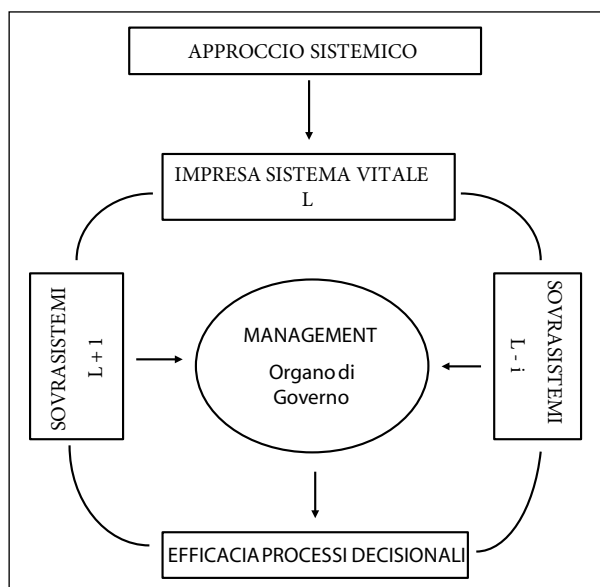 APPROCCIO SISTEMICO
IMPRESA SISTEMA VITALE
L
SOVRASISTEMI
L + 1
MANAGEMENT
Organo di
Governo
SOVRASISTEMI
L - i
EFFICACIA PROCESSI DECISIONALI